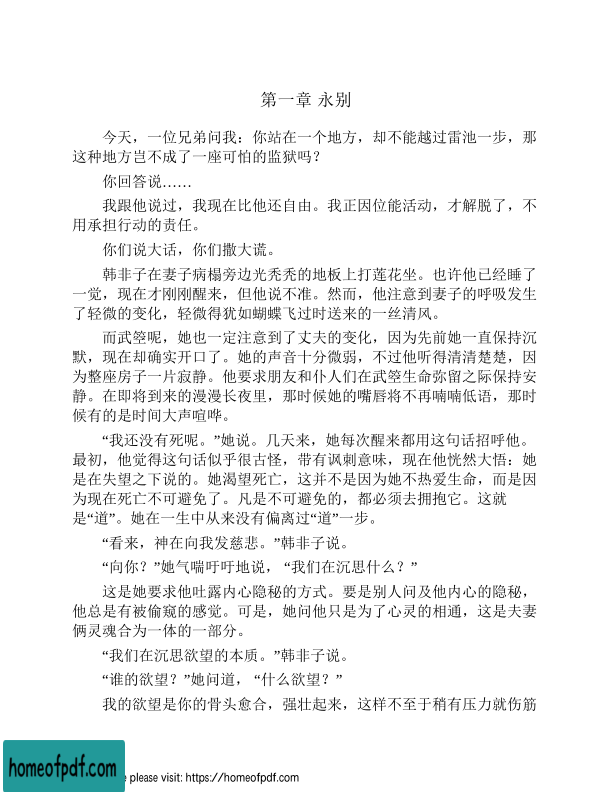 第一章 永别
今天，一位兄弟问我：你站在一个地方，却不能越过雷池一步，那
这种地方岂不成了一座可怕的监狱吗？
你回答说……
我跟他说过，我现在比他还自由。我正因位能活动，才解脱了，不
用承担行动的责任。
你们说大话，你们撒大谎。
韩非子在妻子病榻旁边光秃秃的地板上打莲花坐。也许他已经睡了
一觉，现在才刚刚醒来，但他说不准。然而，他注意到妻子的呼吸发生
了轻微的变化，轻微得犹如蝴蝶飞过时送来的一丝清风。
而武箜呢，她也一定注意到了丈夫的变化，因为先前她一直保持沉
默，现在却确实开口了。她的声音十分微弱，不过他听得清清楚楚，因
为整座房子一片寂静。他要求朋友和仆人们在武箜生命弥留之际保持安
静。在即将到来的漫漫长夜里，那时候她的嘴唇将不再喃喃低语，那时
候有的是时间大声喧哗。
“我还没有死呢。”她说。几天来，她每次醒来都用这句话招呼他。
最初，他觉得这句话似乎很古怪，带有讽刺意味，现在他恍然大悟：她
是在失望之下说的。她渴望死亡，这并不是因为她不热爱生命，而是因
为现在死亡不可避免了。凡是不可避免的，都必须去拥抱它。这就
是“道”。她在一生中从来没有偏离过“道”一步。
“看来，神在向我发慈悲。”韩非子说。
“向你？”她气喘吁吁地说，“我们在沉思什么？”
这是她要求他吐露内心隐秘的方式。要是别人问及他内心的隐秘，
他总是有被偷窥的感觉。可是，她问他只是为了心灵的相通，这是夫妻
俩灵魂合为一体的一部分。
“我们在沉思欲望的本质。”韩非子说。
“谁的欲望？”她问道，“什么欲望？”
我的欲望是你的骨头愈合，强壮起来，这样不至于稍有压力就伤筋
homeofpdf.com
e please visit: https://homeofpdf.com